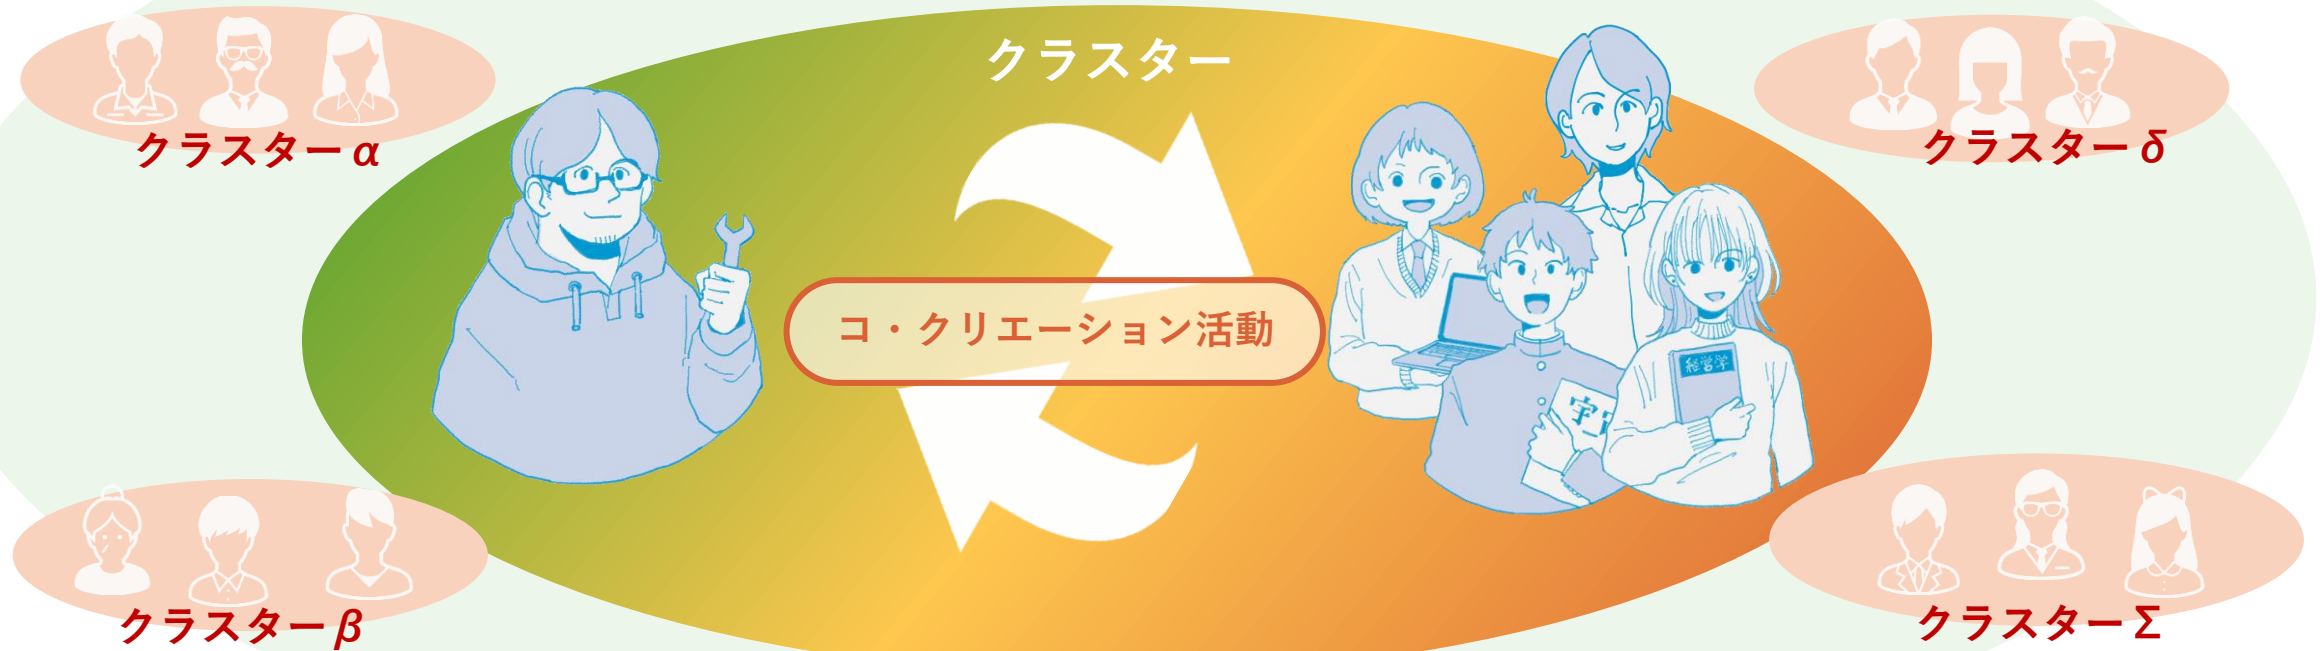 クラスター
クラスターα
クラスターδ
コ・クリエーション活動
経営学
宇
クラスターβ
クラスターΣ